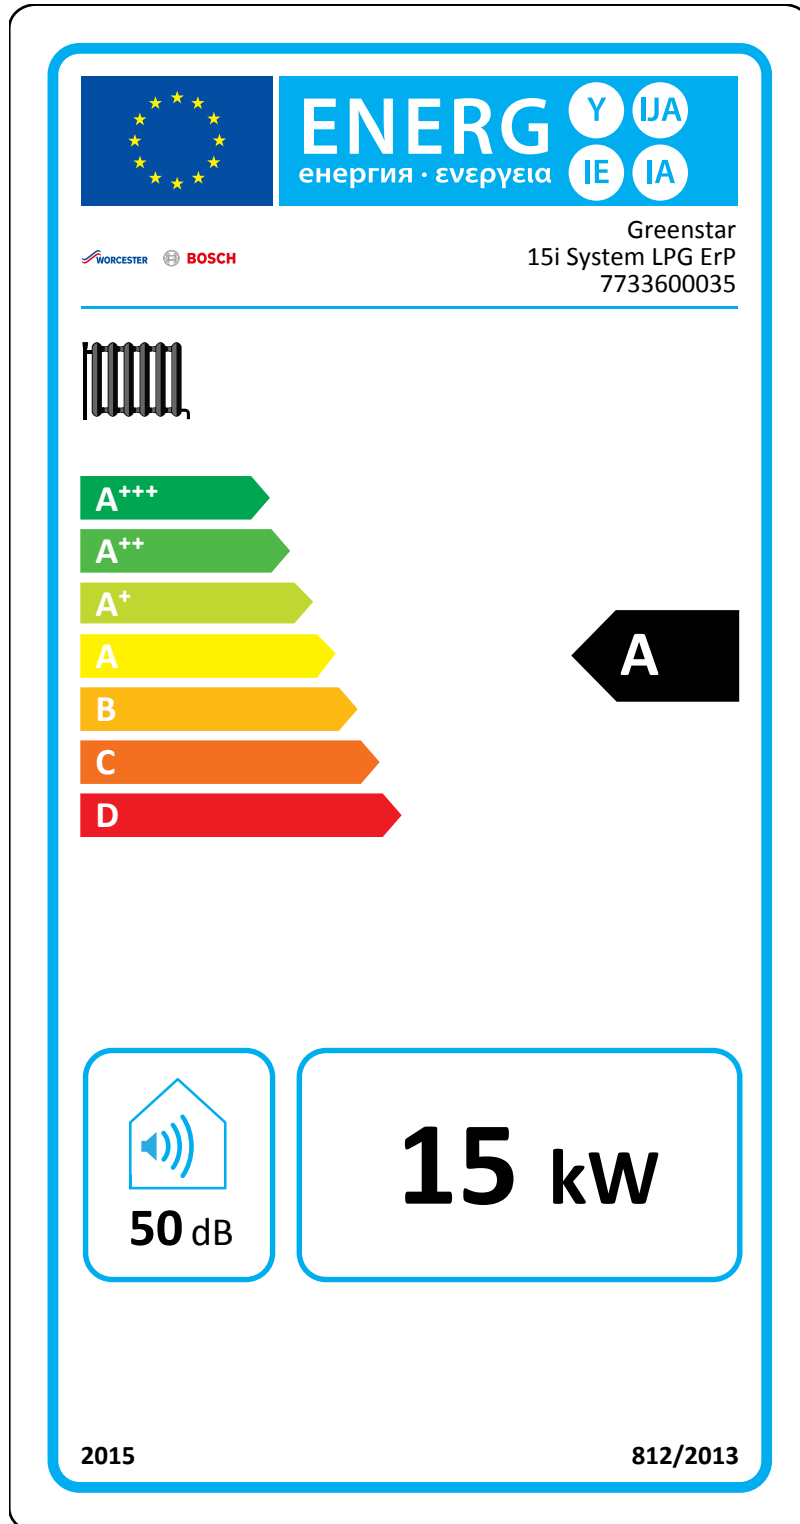 ENERG Y IJA
енергия · ενεργεια IE IA
WORCESTER BOSCH
Greenstar
15i System LPG ErP
7733600035
A+++
A++
A+
A
A
B
C
D
50 dB
15 kW
2015
812/2013